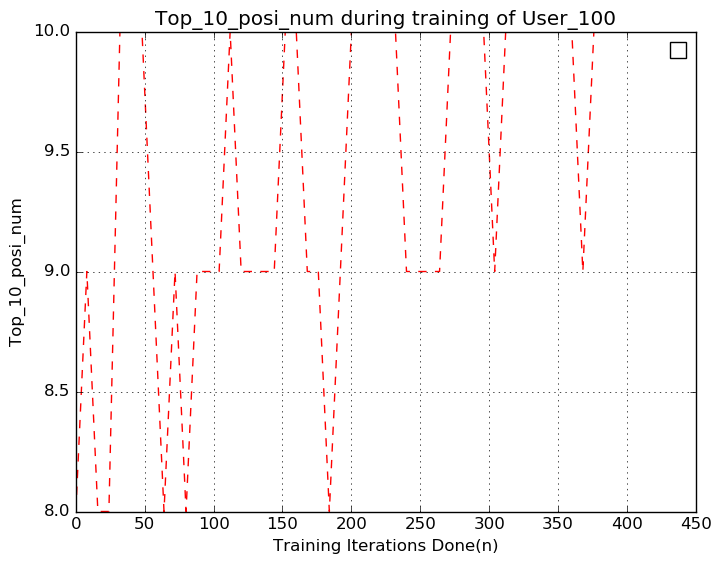 Top_10_posi_num during training of User_100
10.0
9.5
9.0
8.5
8.0
Top_10_posi_num
0 50 100 150 200 250 300 350 400 450
Training Iterations Done(n)